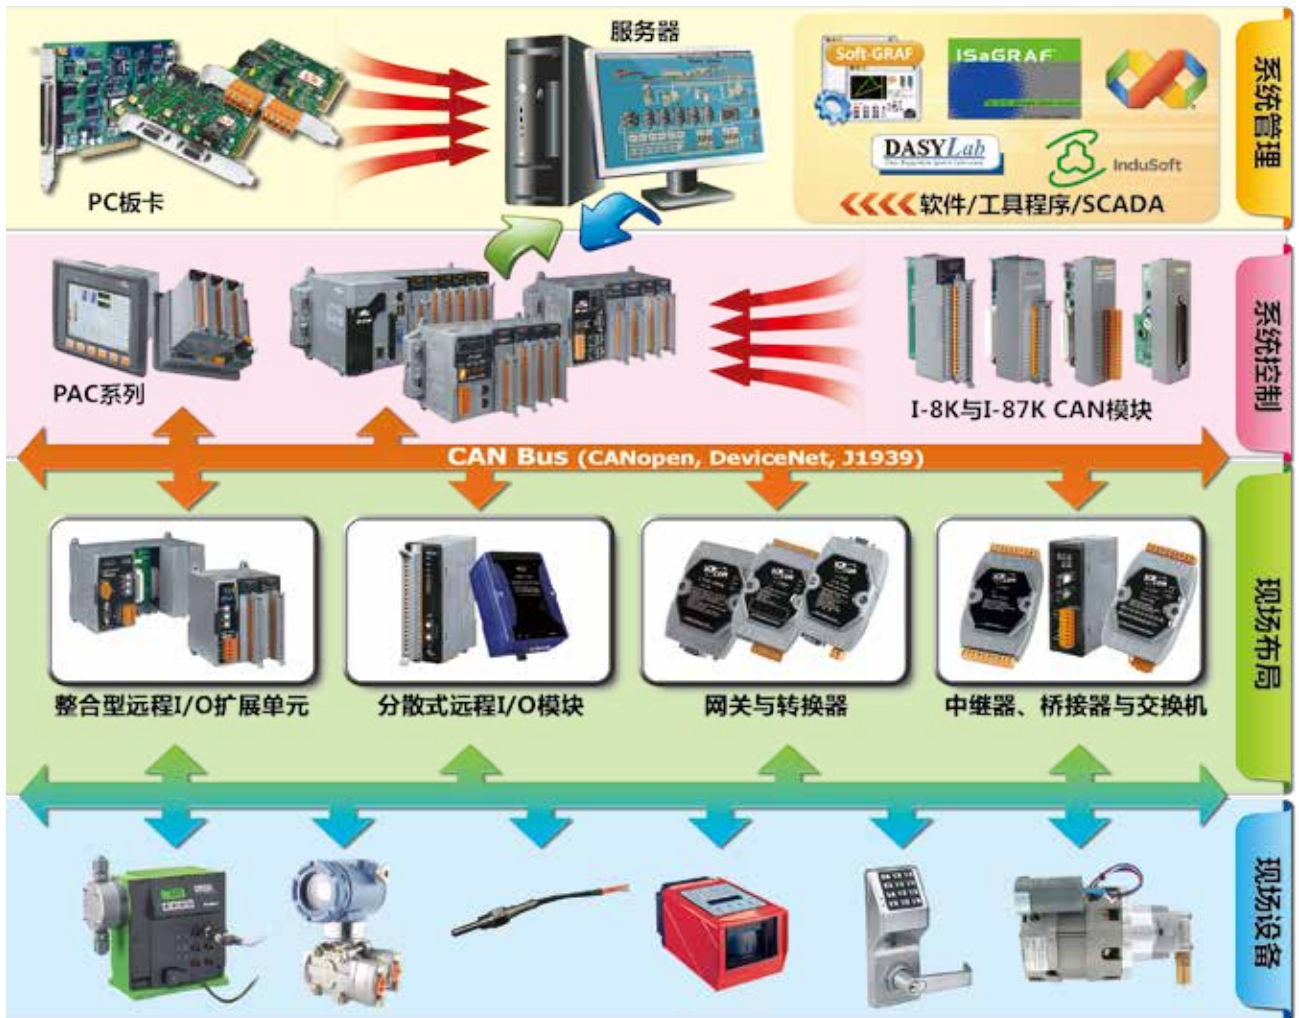 服务器
Soft-GRAF
ISaGRAF
DASYLab
InduSoft
PC板卡
软件/工具程序/SCADA
系统管理
PAC系列
I-8K与I-87K CAN模块
系统控制
CAN Bus (CANopen, DeviceNet, J1939)
整合型远程I/O扩展单元
分散式远程I/O模块
网关与转换器
中继器、桥接器与交换机
现场布局
现场设备